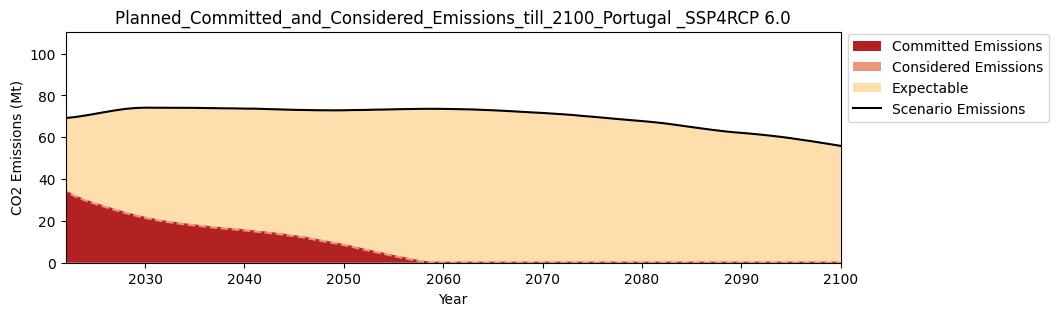 Planned_Committed_and_Considered_Emissions_till_2100_Portugal _SSP4RCP 6.0
CO2 Emissions (Mt)
100
80
60
40
20
0
2030 2040 2050 2060 2070 2080 2090 2100
Year
Committed Emissions
Considered Emissions
Expectable
Scenario Emissions